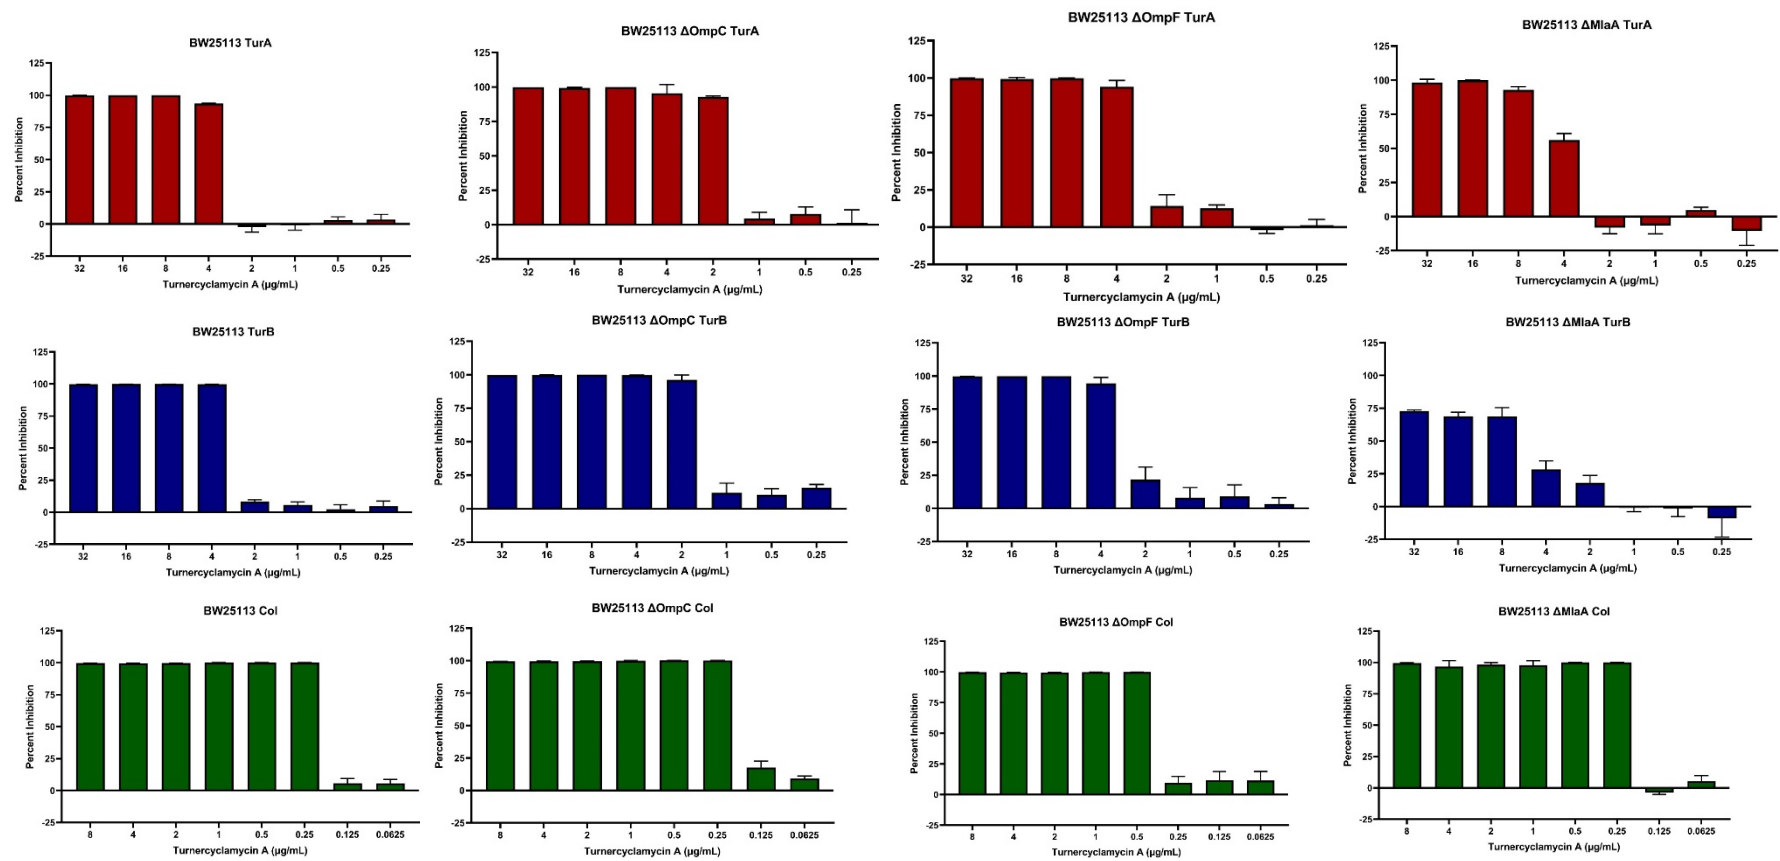 BW25113 TurA
Percent Inhibition
125
100
75
50
25
0
-25
32 16 8 4 2 1 0.5 0.25
Turnercyclamycin A (µg/mL)
BW25113 ΔOmpC TurA
Percent Inhibition
125
100
75
50
25
0
-25
32 16 8 4 2 1 0.5 0.25
Turnercyclamycin A (µg/mL)
BW25113 ΔOmpF TurA
Percent Inhibition
125
100
75
50
25
0
-25
32 16 8 4 2 1 0.5 0.25
Turnercyclamycin A (µg/mL)
BW25113 ΔMlaA TurA
Percent Inhibition
125
100
75
50
25
0
-25
32 16 8 4 2 1 0.5 0.25
Turnercyclamycin A (µg/mL)
BW25113 TurB
Percent Inhibition
125
100
75
50
25
0
-25
32 16 8 4 2 1 0.5 0.25
Turnercyclamycin A (µg/mL)
BW25113 ΔOmpC TurB
Percent Inhibition
125
100
75
50
25
0
-25
32 16 8 4 2 1 0.5 0.25
Turnercyclamycin A (µg/mL)
BW25113 ΔOmpF TurB
Percent Inhibition
125
100
75
50
25
0
-25
32 16 8 4 2 1 0.5 0.25
Turnercyclamycin A (µg/mL)
BW25113 ΔMlaA TurB
Percent Inhibition
125
100
75
50
25
0
-25
32 16 8 4 2 1 0.5 0.25
Turnercyclamycin A (µg/mL)
BW25113 Col
Percent Inhibition
125
100
75
50
25
0
-25
8 4 2 1 0.5 0.25 0.125 0.0625
Turnercyclamycin A (µg/mL)
BW25113 ΔOmpC Col
Percent Inhibition
125
100
75
50
25
0
-25
8 4 2 1 0.5 0.25 0.125 0.0625
Turnercyclamycin A (µg/mL)
BW25113 ΔOmpF Col
Percent Inhibition
125
100
75
50
25
0
-25
8 4 2 1 0.5 0.25 0.125 0.0625
Turnercyclamycin A (µg/mL)
BW25113 ΔMlaA Col
Percent Inhibition
125
100
75
50
25
0
-25
8 4 2 1 0.5 0.25 0.125 0.0625
Turnercyclamycin A (µg/mL)